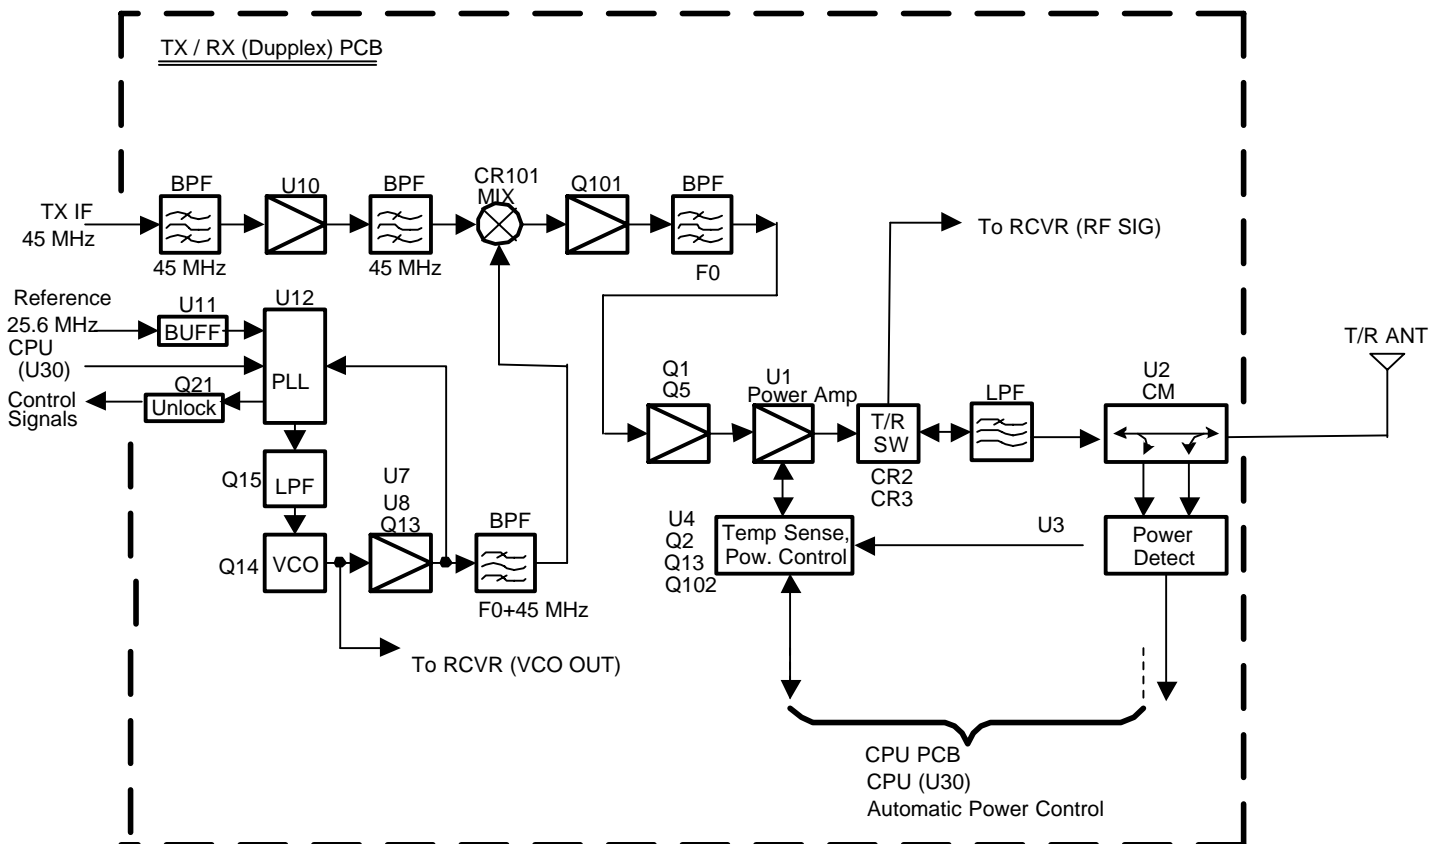 TX / RX (Dupplex) PCB
BPF
U10
BPF
CR101
MIX
Q101
BPF
TX IF
45 MHz
45 MHz
45 MHz
F0
To RCVR (RF SIG)
Reference
25.6 MHz
U11
BUFF
U12
PLL
CPU
(U30)
Control
Signals
Q21
Unlock
Q15
LPF
U7
U8
Q13
BPF
Q14
VCO
F0+45 MHz
To RCVR (VCO OUT)
Q1
Q5
U1
Power Amp
T/R
SW
CR2
CR3
LPF
U2
CM
T/R ANT
U4
Q2
Q13
Q102
Temp Sense,
Pow. Control
U3
Power
Detect
CPU PCB
CPU (U30)
Automatic Power Control